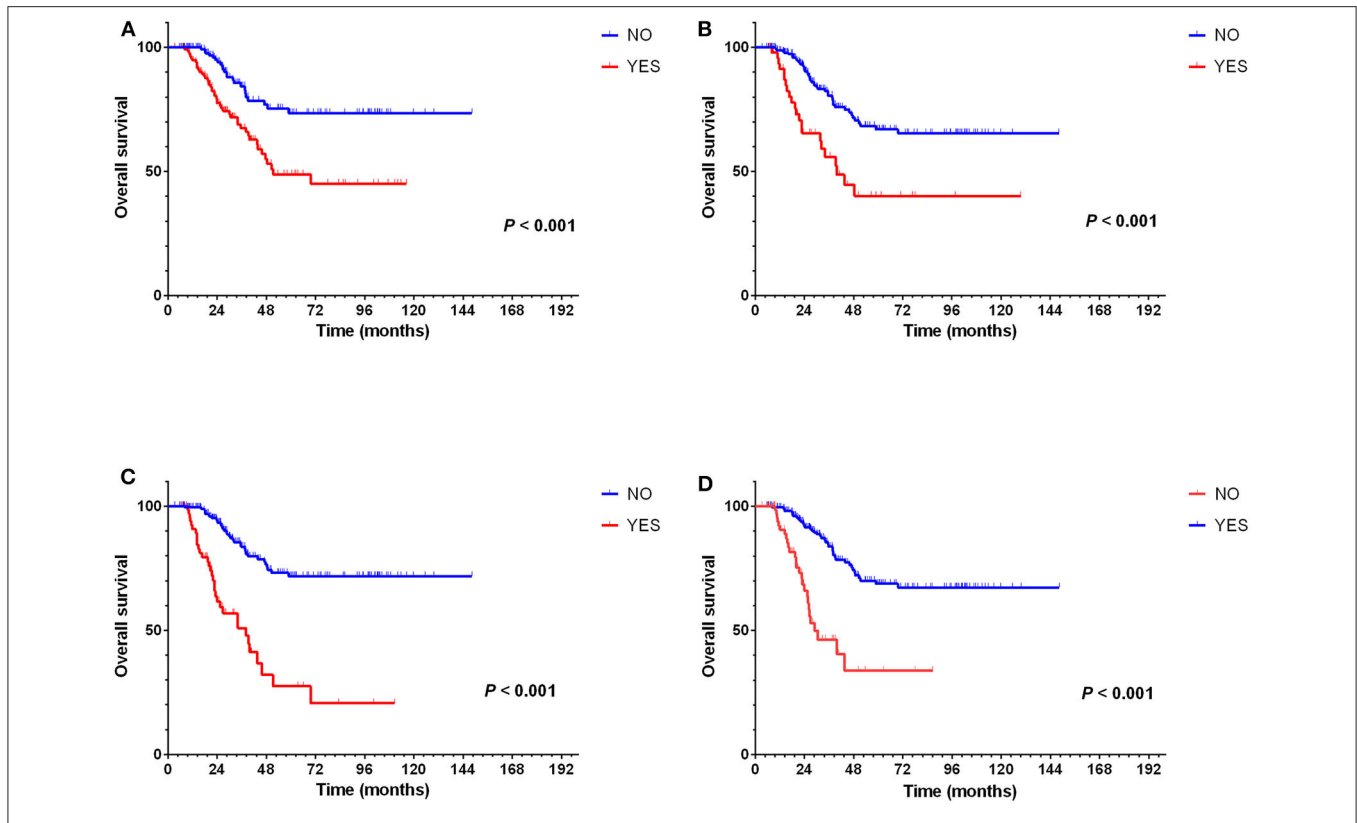 A
NO
YES
100
50
0
Overall survival
0 24 48 72 96 120 144 168 192
Time (months)
P < 0.001
B
NO
YES
100
50
0
Overall survival
0 24 48 72 96 120 144 168 192
Time (months)
P < 0.001
C
NO
YES
100
50
0
Overall survival
0 24 48 72 96 120 144 168 192
Time (months)
P < 0.001
D
NO
YES
100
50
0
Overall survival
0 24 48 72 96 120 144 168 192
Time (months)
P < 0.001